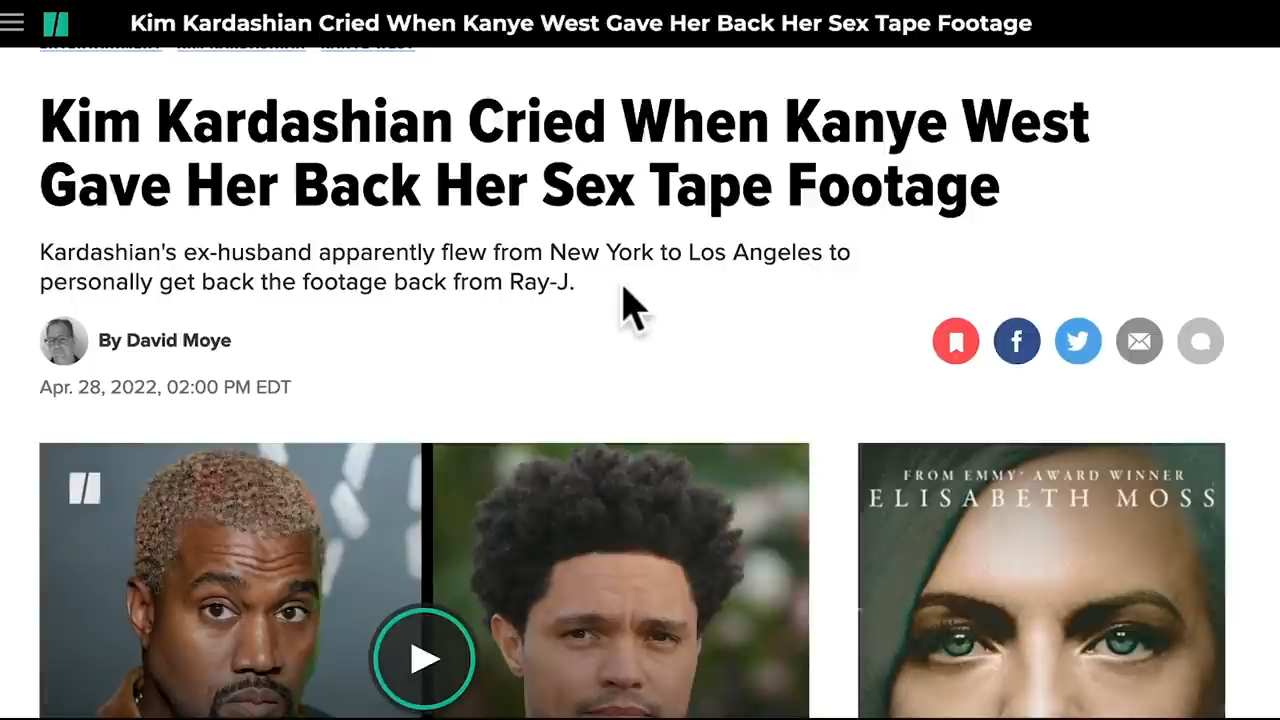 Kim Kardashian Cried When Kanye West Gave Her Back Her Sex Tape Footage
Kim Kardashian Cried When Kanye West
Gave Her Back Her Sex Tape Footage
Kardashian's ex-husband apparently flew from New York to Los Angeles to
personally get back the footage back from Ray-J.
By David Moye
Apr. 28, 2022, 02:00 PM EDT
FROM EMMY® AWARD WINNER
ELISABETH MOSS